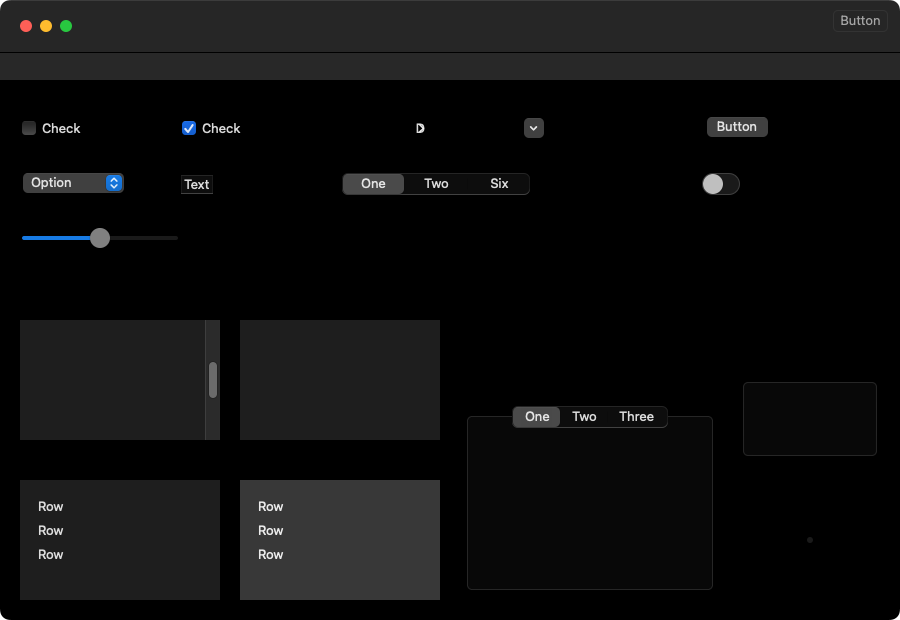 Button
Check
Check
D
Button
Option
Text
One Two Six
One Two Three
Row
Row
Row
Row
Row
Row